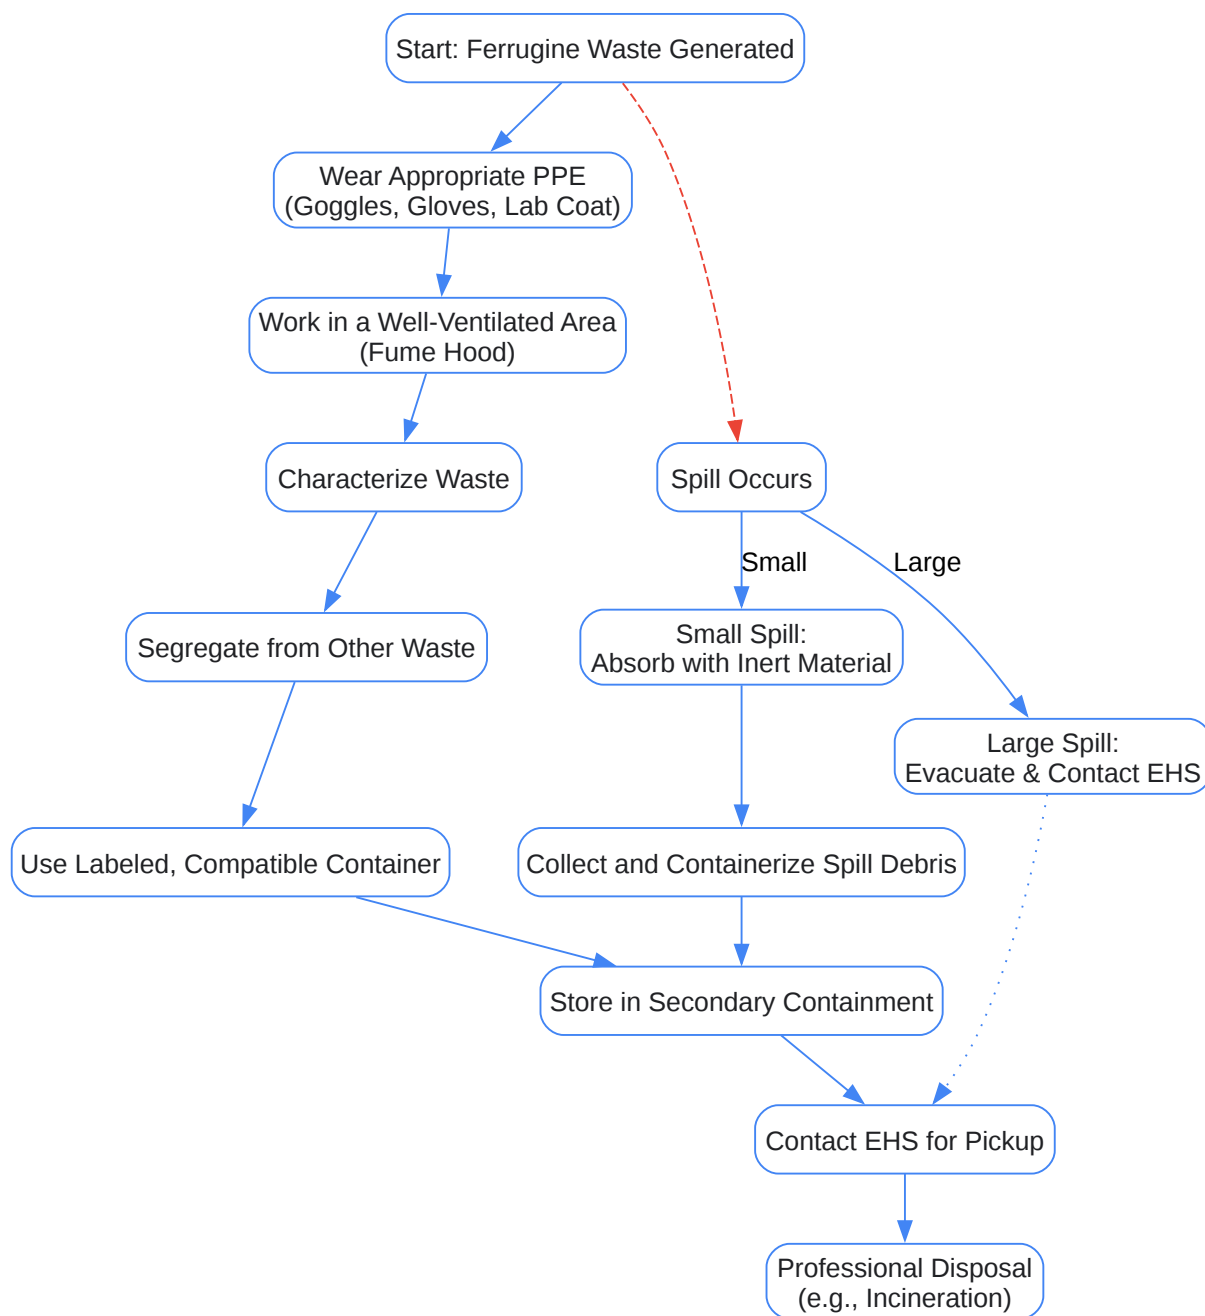 Start: Ferrugine Waste Generated
Wear Appropriate PPE
(Goggles, Gloves, Lab Coat)
Work in a Well-Ventilated Area
(Fume Hood)
Characterize Waste
Spill Occurs
Small
Large
Segregate from Other Waste
Small Spill:
Absorb with Inert Material
Large Spill:
Evacuate & Contact EHS
Use Labeled, Compatible Container
Collect and Containerize Spill Debris
Store in Secondary Containment
Contact EHS for Pickup
Professional Disposal
(e.g., Incineration)